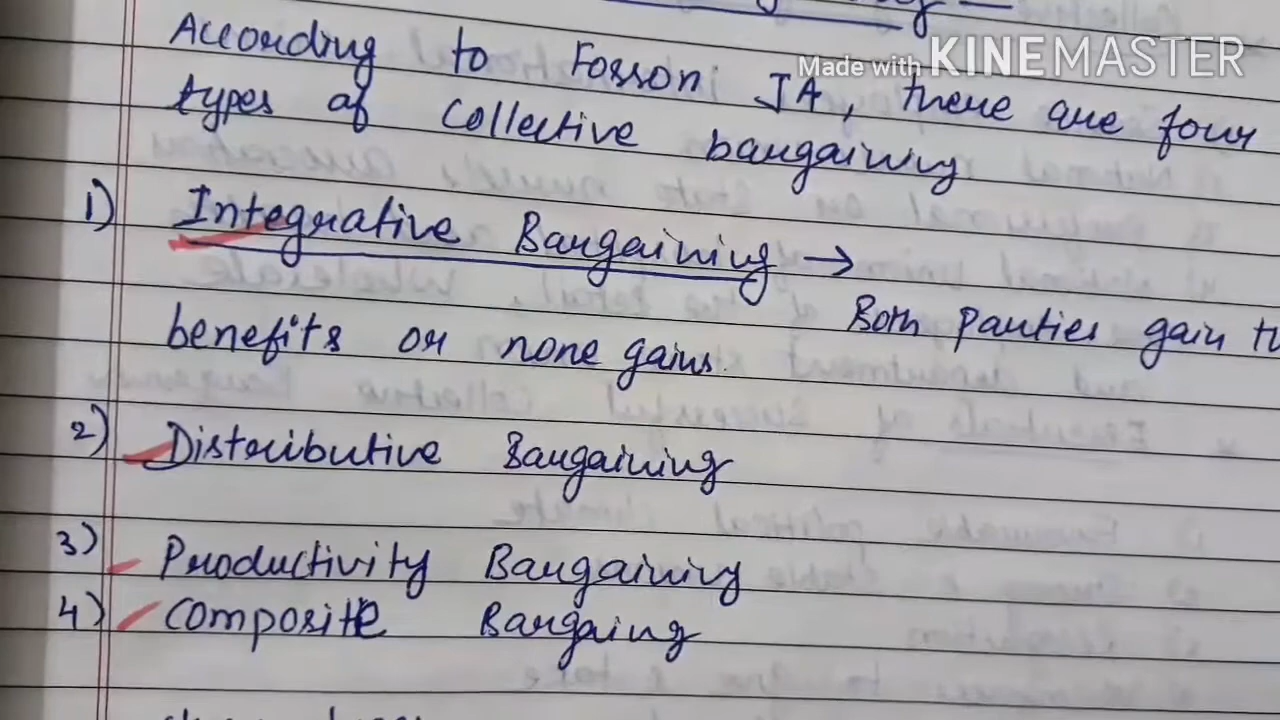 According to Fosson JA, there are four
types of Collective bargaining
1) Integrative Bargaining →
Both parties gain
benefits or none gains.
2) Distributive Bargaining
3) Productivity Bargaining
4) Composite Bargaing
Made with KINEMASTER